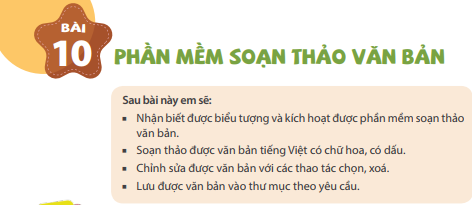 BÀI
10
PHẦN MỀM SOẠN THẢO VĂN BẢN
Sau bài này em sẽ:
▪ Nhận biết được biểu tượng và kích hoạt được phần mềm soạn thảo
văn bản.
▪ Soạn thảo được văn bản tiếng Việt có chữ hoa, có dấu.
▪ Chỉnh sửa được văn bản với các thao tác chọn, xoá.
▪ Lưu được văn bản vào thư mục theo yêu cầu.